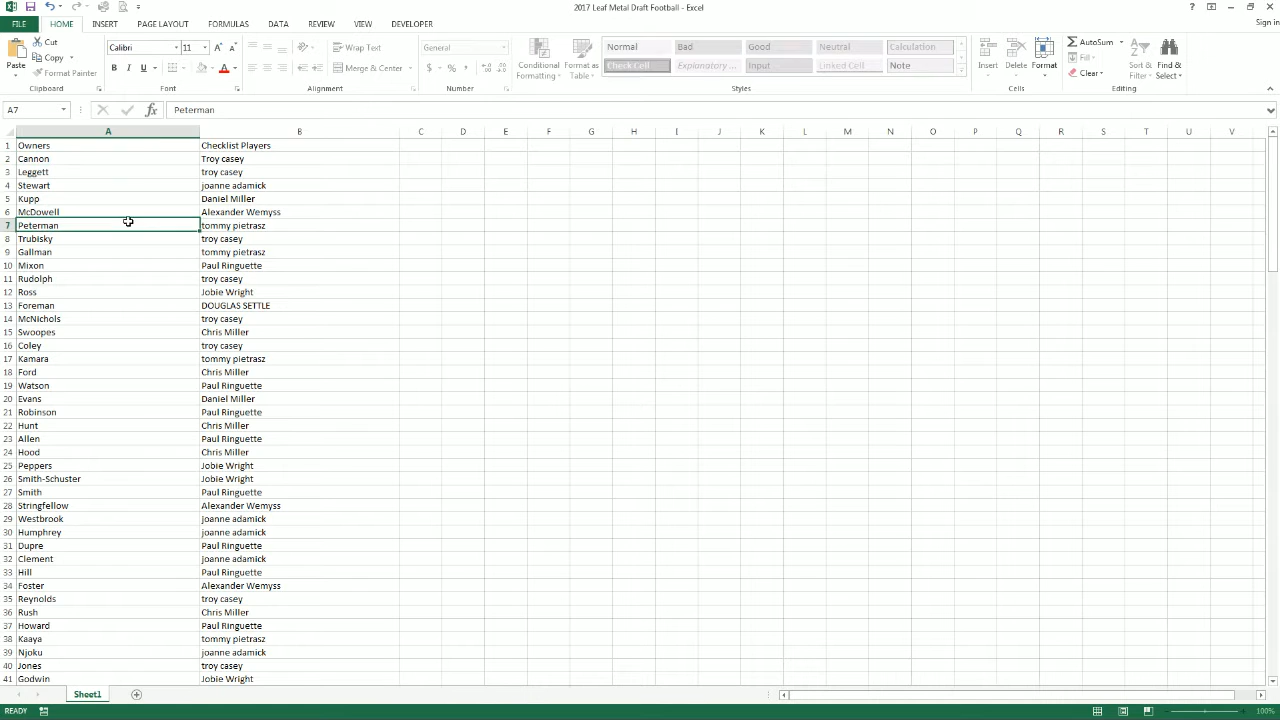 2017 Leaf Metal Draft Football - Excel
Sign in
FILE HOME INSERT PAGE LAYOUT FORMULAS DATA REVIEW VIEW DEVELOPER
Paste
Cut
Copy
Format Painter
Clipboard
Calibri 11
B I U
Font
Wrap Text
Merge & Center
Alignment
General
$ % ,
Number
Conditional Formatting
Format as Table
Normal Bad Good Neutral Calculation
Check Cell Explanatory ... Input Linked Cell Note
Styles
Insert Delete Format
Cells
AutoSum
Fill
Clear
Sort & Filter
Find & Select
Editing
A7 fx Peterman
A B C D E F G H I J K L M N O P Q R S T U V
1 Owners Checklist Players
2 Cannon Troy casey
3 Leggett troy casey
4 Stewart joanne adamick
5 Kupp Daniel Miller
6 McDowell Alexander Wemyss
7 Peterman tommy pietrasz
8 Trubisky troy casey
9 Gallman tommy pietrasz
10 Mixon Paul Ringuette
11 Rudolph troy casey
12 Ross Jobie Wright
13 Foreman DOUGLAS SETTLE
14 McNichols troy casey
15 Swoopes Chris Miller
16 Coley troy casey
17 Kamara tommy pietrasz
18 Ford Chris Miller
19 Watson Paul Ringuette
20 Evans Daniel Miller
21 Robinson Paul Ringuette
22 Hunt Chris Miller
23 Allen Paul Ringuette
24 Hood Chris Miller
25 Peppers Jobie Wright
26 Smith-Schuster Jobie Wright
27 Smith Paul Ringuette
28 Stringfellow Alexander Wemyss
29 Westbrook joanne adamick
30 Humphrey joanne adamick
31 Dupre Paul Ringuette
32 Clement joanne adamick
33 Hill Paul Ringuette
34 Foster Alexander Wemyss
35 Reynolds troy casey
36 Rush Chris Miller
37 Howard Paul Ringuette
38 Kaaya tommy pietrasz
39 Njoku joanne adamick
40 Jones troy casey
41 Godwin Jobie Wright
Sheet1
READY
100%